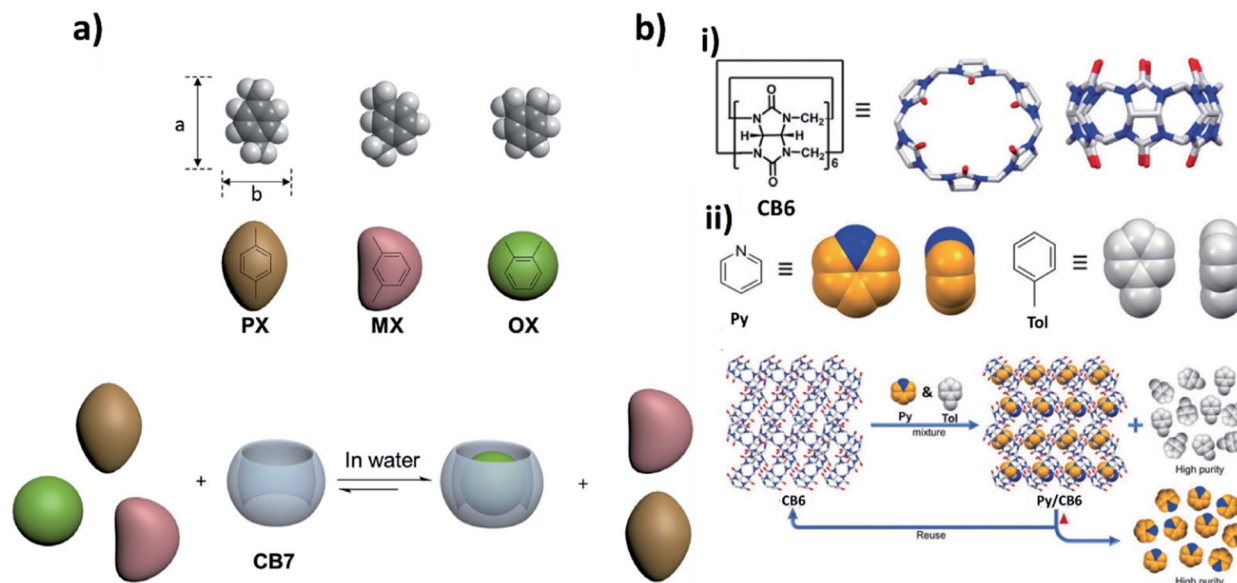 a)
a
b
PX
MX
OX
+
CB7
In water
+
b)
i)
O
N
N
CH₂
H
H
N
N
CH₂
O
6
≡
CB6
ii)
N
Py
≡
Tol
≡
CB6
Py
&
Tol
mixture
Py/CB6
+
High purity
Reuse
High purity